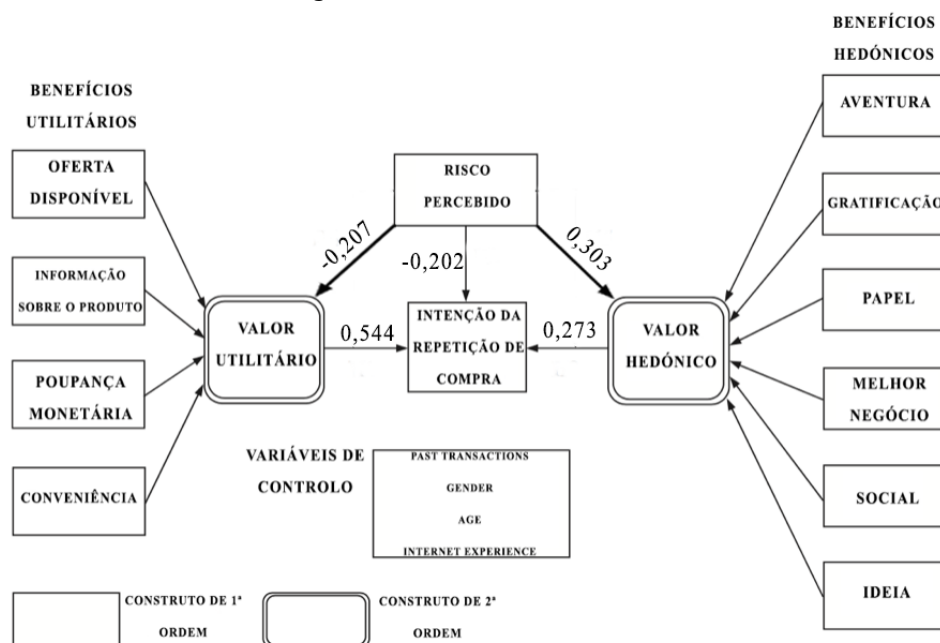 BENEFÍCIOS
UTILITÁRIOS
OFERTA
DISPONÍVEL
INFORMAÇÃO
SOBRE O PRODUTO
POUPANÇA
MONETÁRIA
CONVENIÊNCIA
VALOR
UTILITÁRIO
RISCO
PERCEBIDO
-0,207
-0,202
0,303
0,544
INTENÇÃO DA
REPETIÇÃO DE
COMPRA
0,273
VALOR
HEDÓNICO
BENEFÍCIOS
HEDÓNICOS
AVENTURA
GRATIFICAÇÃO
PAPEL
MELHOR
NEGÓCIO
SOCIAL
IDEIA
VARIÁVEIS DE
CONTROLO
PAST TRANSACTIONS
GENDER
AGE
INTERNET EXPERIENCE
CONSTRUTO DE 1ª
ORDEM
CONSTRUTO DE 2ª
ORDEM